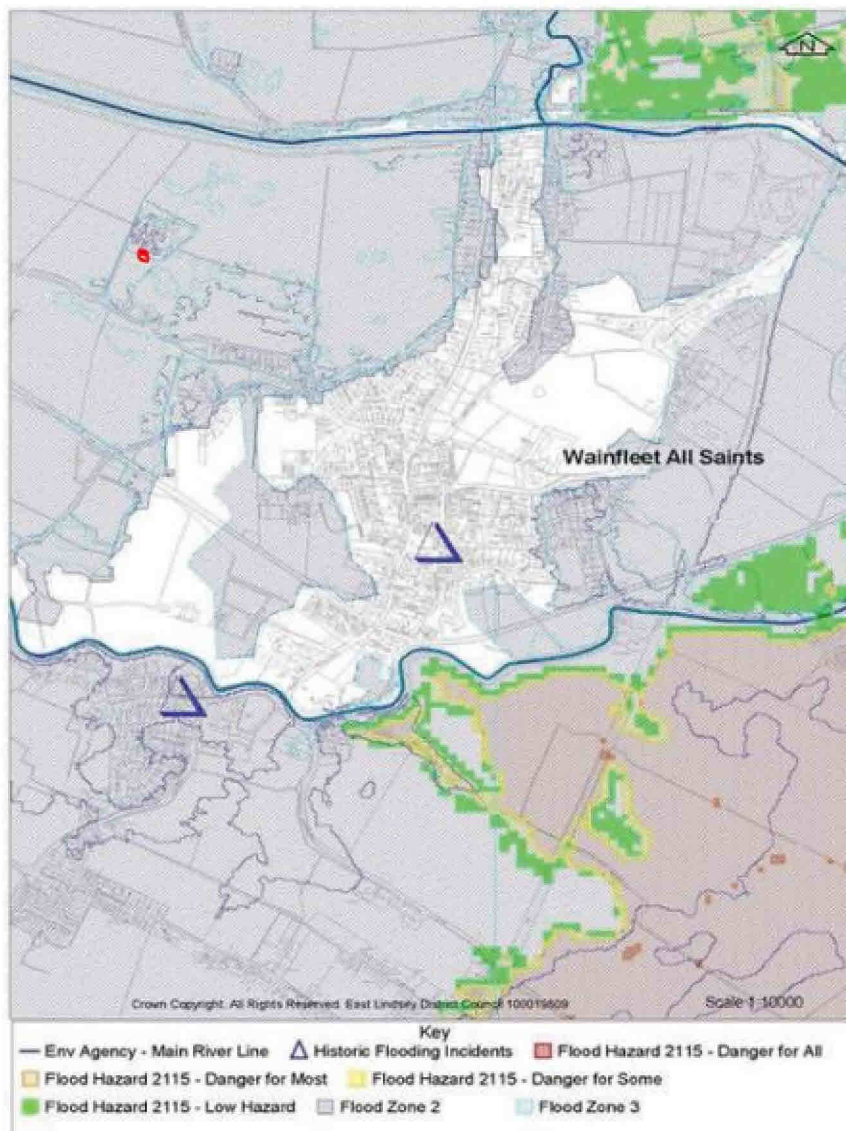 N
Wainfleet All Saints
Crown Copyright. All Rights Reserved. East Lindsey District Council 100019809
Scale 1:10000
Key
Env Agency - Main River Line Historic Flooding Incidents Flood Hazard 2115 - Danger for All
Flood Hazard 2115 - Danger for Most Flood Hazard 2115 - Danger for Some
Flood Hazard 2115 - Low Hazard Flood Zone 2 Flood Zone 3